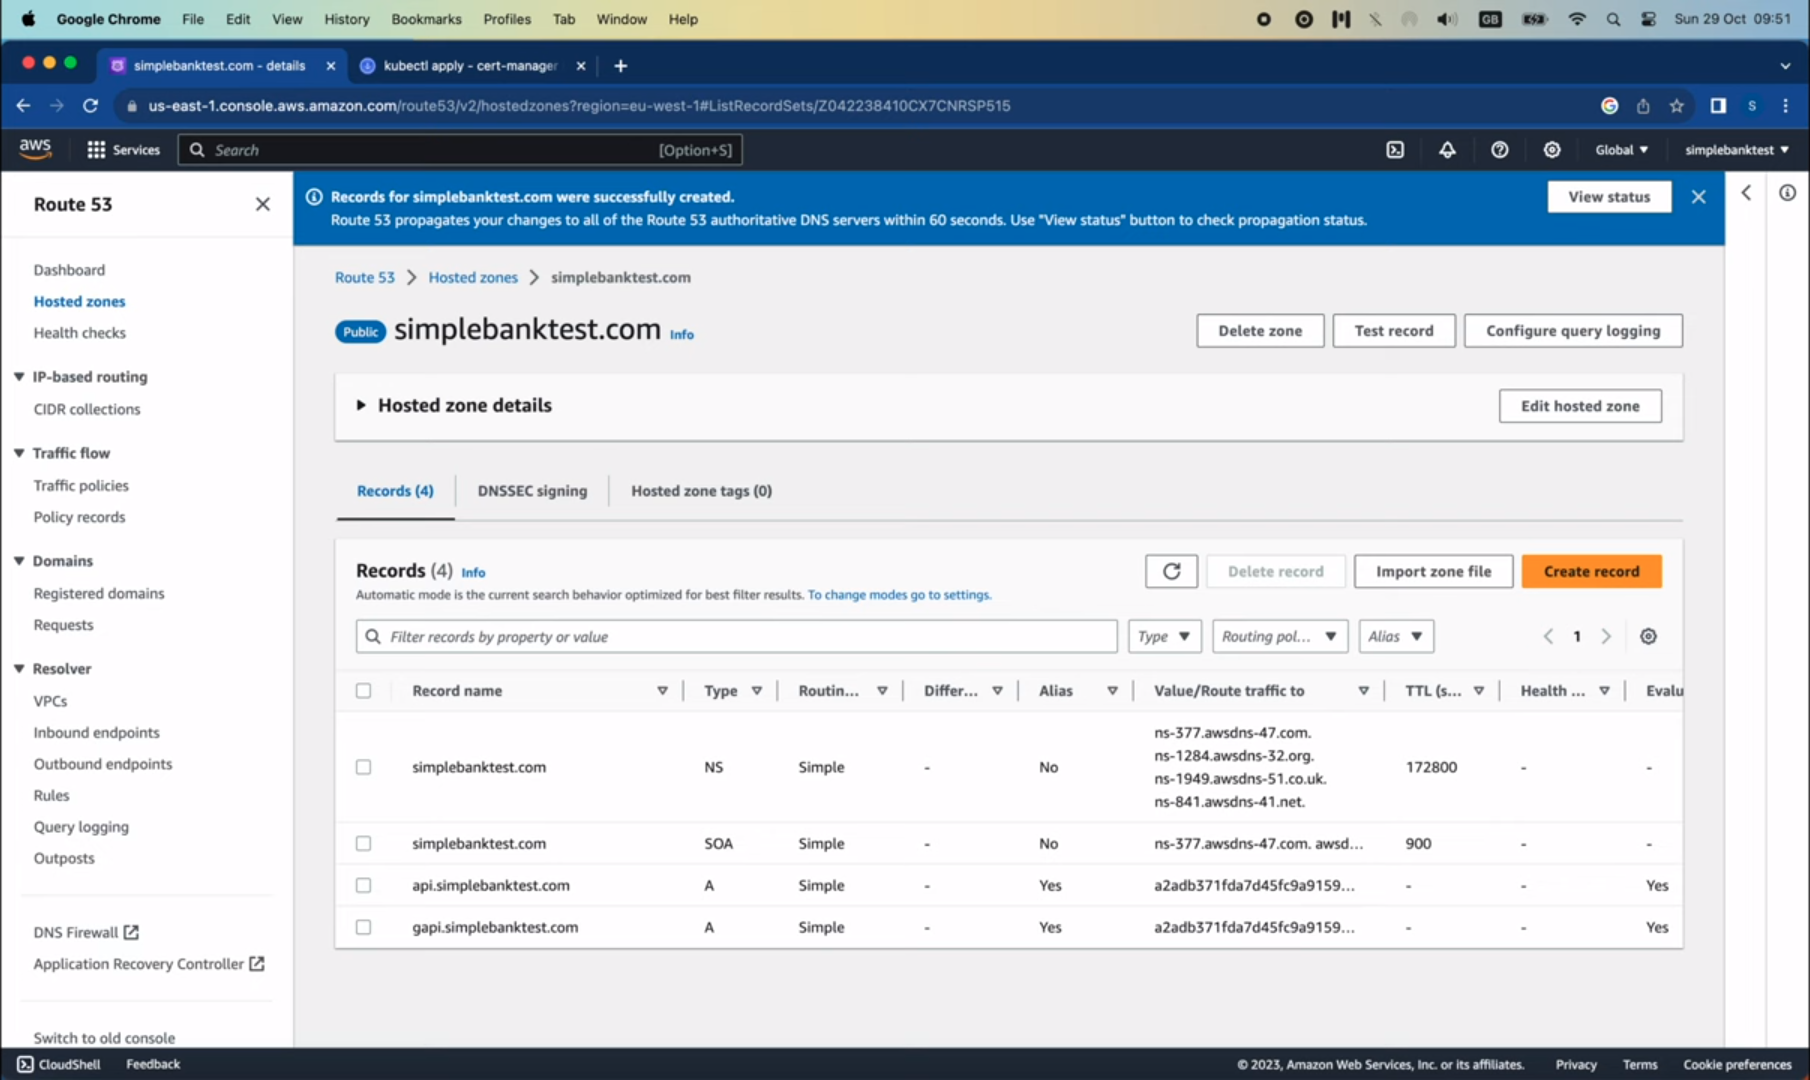 Google Chrome File Edit View History Bookmarks Profiles Tab Window Help
GB Sun 29 Oct 09:51
simplebanktest.com - details
kubectl apply - cert-manager
us-east-1.console.aws.amazon.com/route53/v2/hostedzones?region=eu-west-1#ListRecordSets/Z042238410CX7CNRSP515
S
aws
Services
Search
[Option+S]
Global
simplebanktest
Route 53
Dashboard
Hosted zones
Health checks
IP-based routing
CIDR collections
Traffic flow
Traffic policies
Policy records
Domains
Registered domains
Requests
Resolver
VPCs
Inbound endpoints
Outbound endpoints
Rules
Query logging
Outposts
DNS Firewall
Application Recovery Controller
Switch to old console
Records for simplebanktest.com were successfully created.
Route 53 propagates your changes to all of the Route 53 authoritative DNS servers within 60 seconds. Use "View status" button to check propagation status.
View status
Route 53 Hosted zones simplebanktest.com
Public simplebanktest.com Info
Delete zone
Test record
Configure query logging
Hosted zone details
Edit hosted zone
Records (4)
DNSSEC signing
Hosted zone tags (0)
Records (4) Info
Automatic mode is the current search behavior optimized for best filter results. To change modes go to settings.
Delete record
Import zone file
Create record
Filter records by property or value
Type
Routing pol...
Alias
1
Record name Type Routin... Differ... Alias Value/Route traffic to TTL (s... Health ... Evalu
simplebanktest.com NS Simple - No
ns-377.awsdns-47.com.
ns-1284.awsdns-32.org.
ns-1949.awsdns-51.co.uk.
ns-841.awsdns-41.net.
172800 - -
simplebanktest.com SOA Simple - No ns-377.awsdns-47.com. awsd... 900 - -
api.simplebanktest.com A Simple - Yes a2adb371fda7d45fc9a9159... - - Yes
gapi.simplebanktest.com A Simple - Yes a2adb371fda7d45fc9a9159... - - Yes
CloudShell
Feedback
© 2023, Amazon Web Services, Inc. or its affiliates.
Privacy
Terms
Cookie preferences